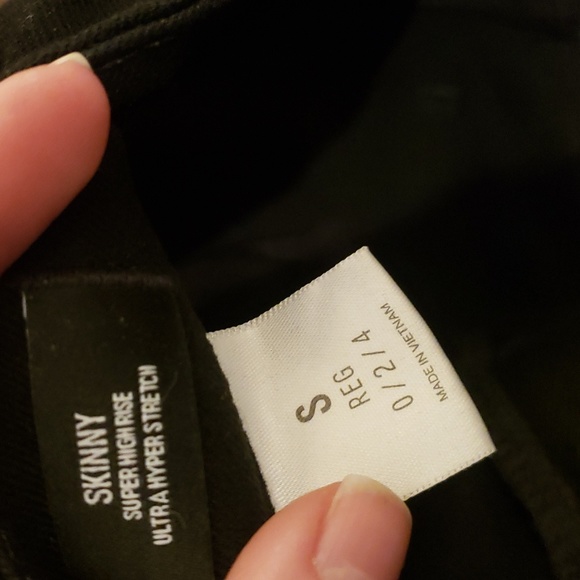 SKINNY
SUPER HIGH RISE
ULTRA HYPER STRETCH
S
REG
0/2/4
MADE IN VIETNAM